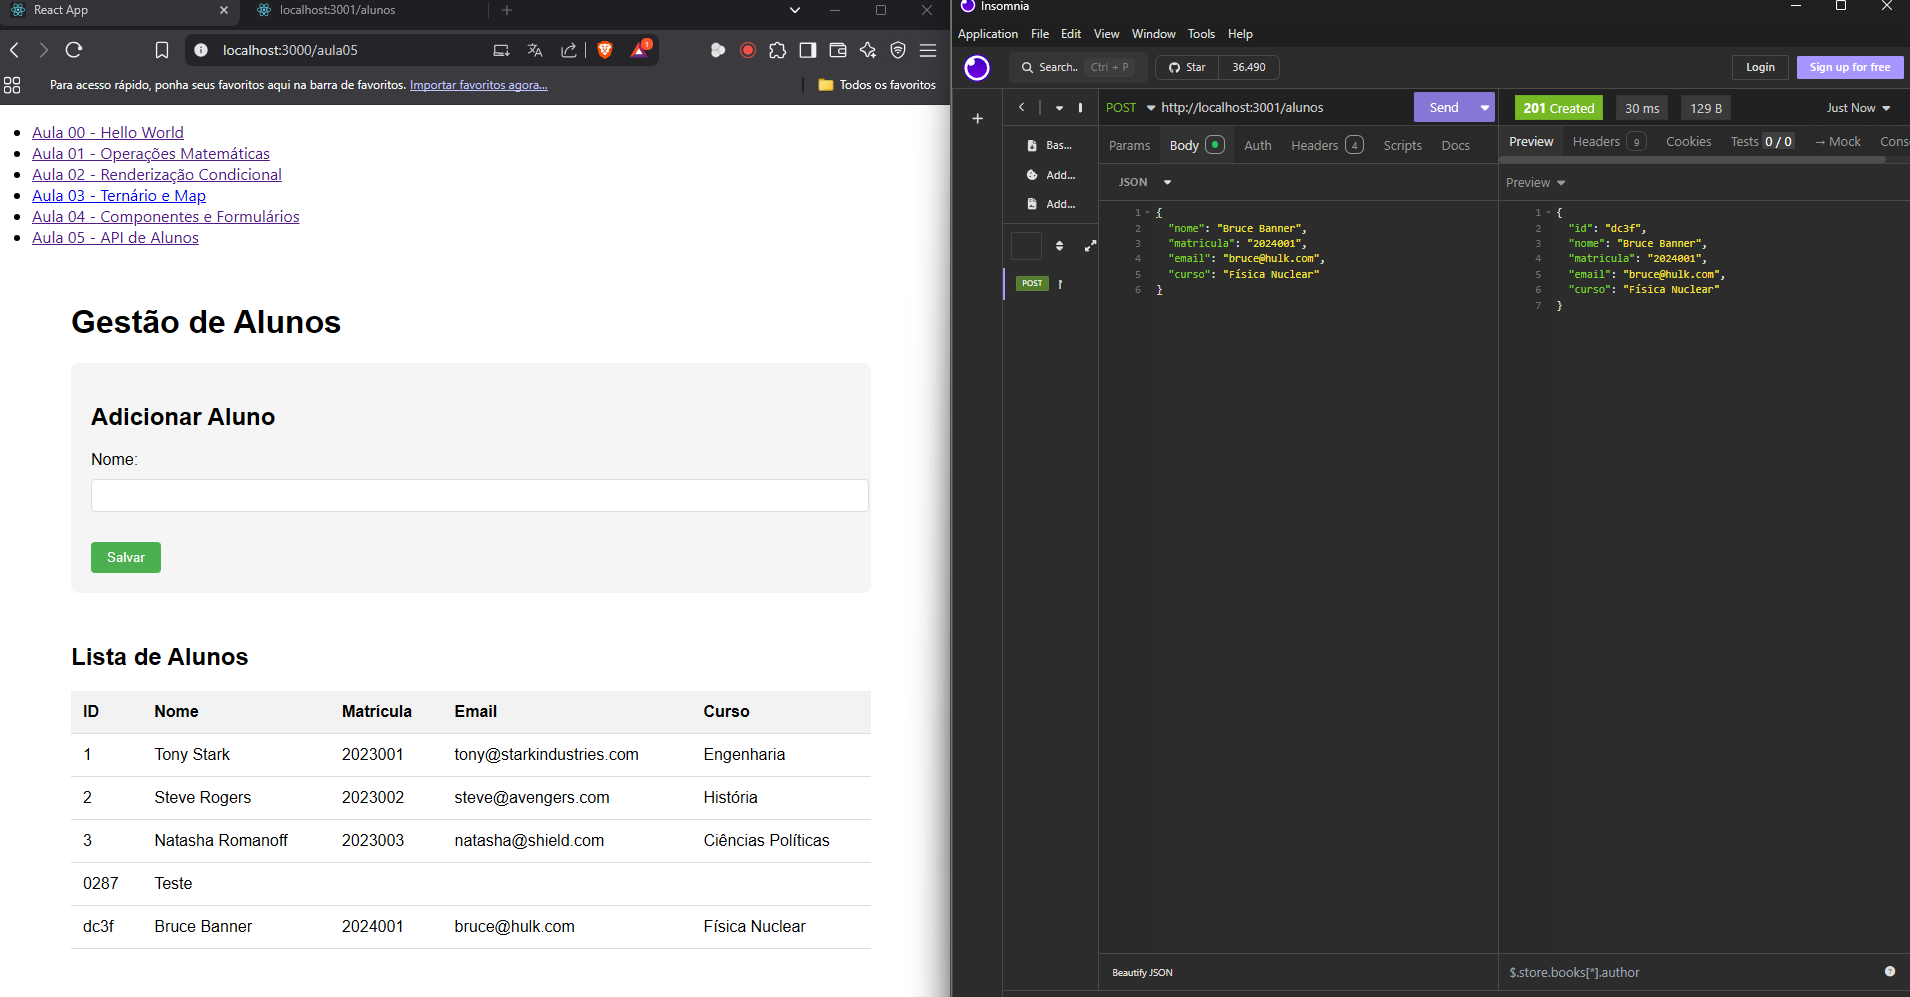 React App
localhost:3001/alunos
localhost:3000/aula05
1
Para acesso rápido, ponha seus favoritos aqui na barra de favoritos. Importar favoritos agora...
Todos os favoritos
Aula 00 - Hello World
Aula 01 - Operações Matemáticas
Aula 02 - Renderização Condicional
Aula 03 - Ternário e Map
Aula 04 - Componentes e Formulários
Aula 05 - API de Alunos
Gestão de Alunos
Adicionar Aluno
Nome:
Salvar
Lista de Alunos
ID Nome Matrícula Email Curso
1 Tony Stark 2023001 tony@starkindustries.com Engenharia
2 Steve Rogers 2023002 steve@avengers.com História
3 Natasha Romanoff 2023003 natasha@shield.com Ciências Políticas
0287 Teste
dc3f Bruce Banner 2024001 bruce@hulk.com Física Nuclear
Insomnia
Application File Edit View Window Tools Help
Search.. Ctrl + P Star 36.490 Login Sign up for free
POST http://localhost:3001/alunos Send
Bas...
Add...
Add...
POST
Params Body Auth Headers 4 Scripts Docs
JSON
1 {
2 "nome": "Bruce Banner",
3 "matricula": "2024001",
4 "email": "bruce@hulk.com",
5 "curso": "Física Nuclear"
6 }
Beautify JSON
201 Created 30 ms 129 B Just Now
Preview Headers 9 Cookies Tests 0 / 0 → Mock Cons
Preview
1 {
2 "id": "dc3f",
3 "nome": "Bruce Banner",
4 "matricula": "2024001",
5 "email": "bruce@hulk.com",
6 "curso": "Física Nuclear"
7 }
$.store.books[*].author